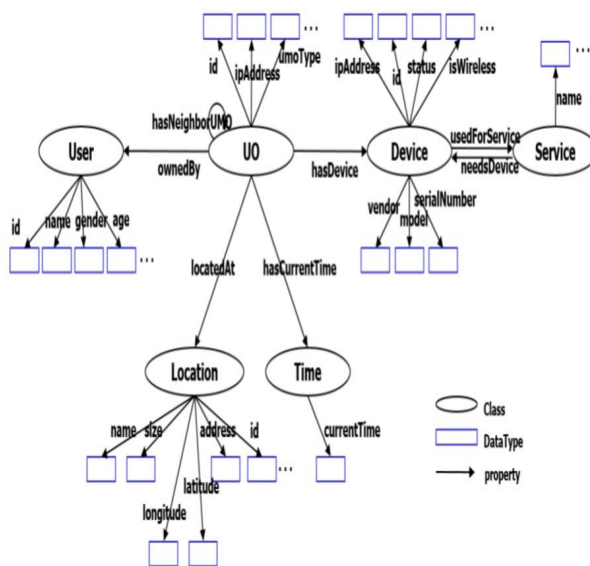 id
ipAddress
umoType
...
ipAddress
id
status
isWireless
...
...
name
hasNeighborUMO
User
ownedBy
UO
hasDevice
Device
usedForService
needsDevice
Service
id
name
gender
age
...
vendor
model
serialNumber
locatedAt
hasCurrentTime
Location
Time
name
size
address
id
...
currentTime
longitude
latitude
Class
DataType
property